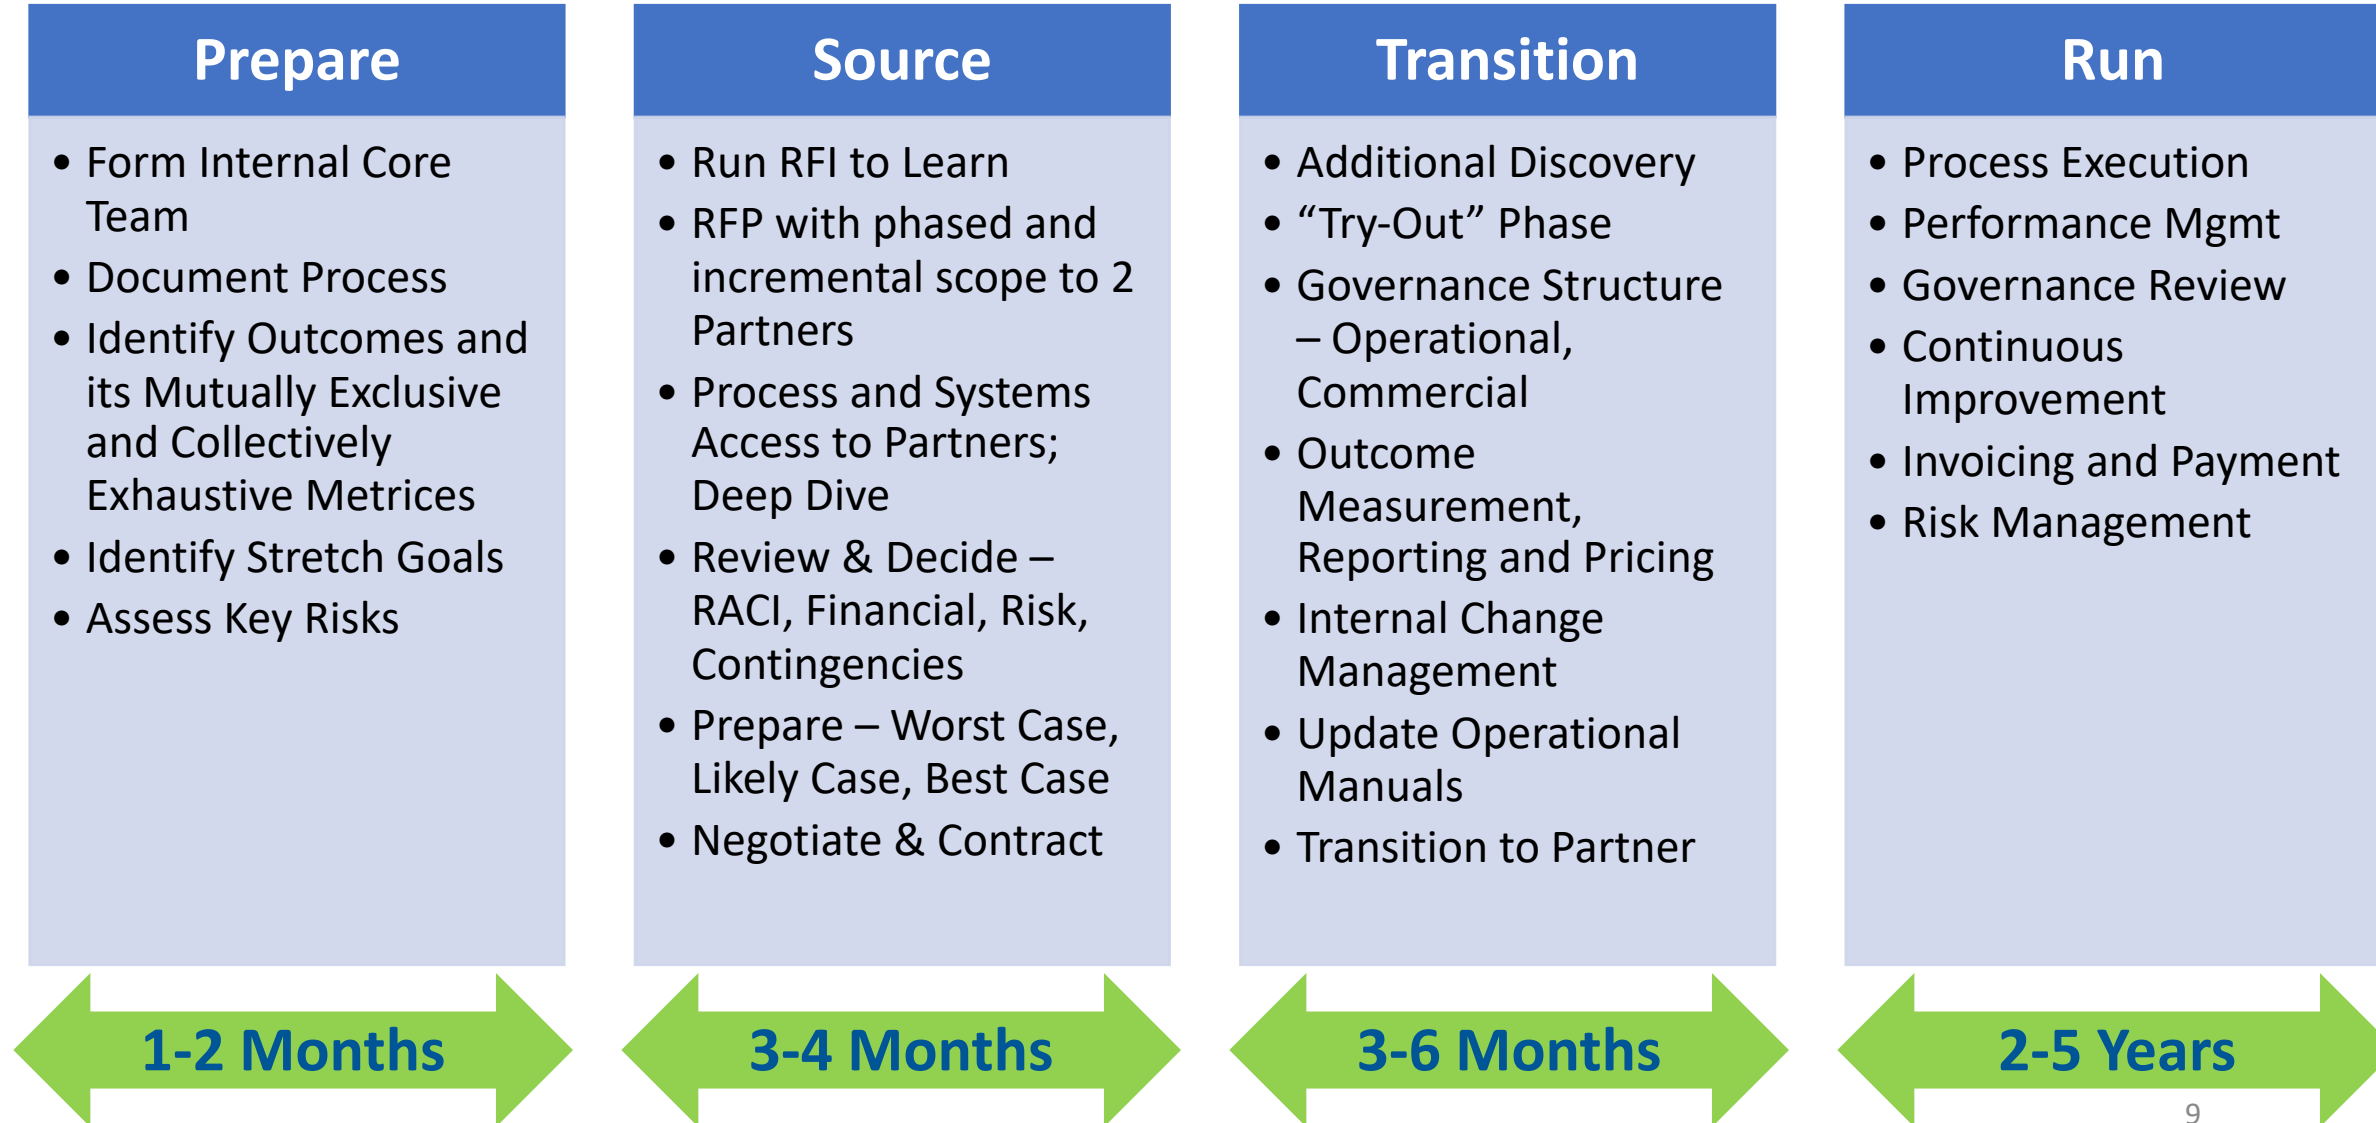 Prepare
• Form Internal Core
Team
• Document Process
• Identify Outcomes and
its Mutually Exclusive
and Collectively
Exhaustive Metrices
• Identify Stretch Goals
• Assess Key Risks
1-2 Months
Source
• Run RFI to Learn
• RFP with phased and
incremental scope to 2
Partners
• Process and Systems
Access to Partners;
Deep Dive
• Review & Decide –
RACI, Financial, Risk,
Contingencies
• Prepare – Worst Case,
Likely Case, Best Case
• Negotiate & Contract
3-4 Months
Transition
• Additional Discovery
• “Try-Out” Phase
• Governance Structure
– Operational,
Commercial
• Outcome
Measurement,
Reporting and Pricing
• Internal Change
Management
• Update Operational
Manuals
• Transition to Partner
3-6 Months
Run
• Process Execution
• Performance Mgmt
• Governance Review
• Continuous
Improvement
• Invoicing and Payment
• Risk Management
2-5 Years
9